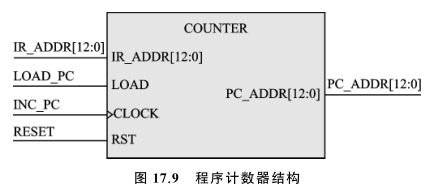 COUNTER
IR_ADDR[12:0]
IR_ADDR[12:0]
LOAD_PC
LOAD
PC_ADDR[12:0]
PC_ADDR[12:0]
INC_PC
CLOCK
RESET
RST
图 17.9 程序计数器结构